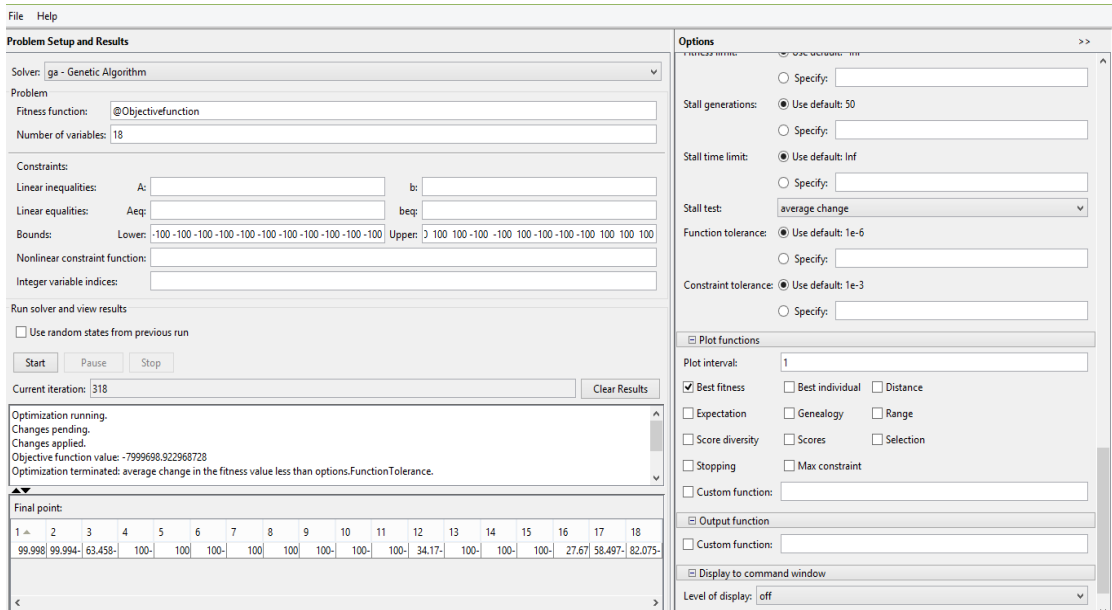 File Help
Problem Setup and Results
Solver: ga - Genetic Algorithm
Problem
Fitness function: @Objectivefunction
Number of variables: 18
Constraints:
Linear inequalities: A: b:
Linear equalities: Aeq: beq:
Bounds: Lower: -100 -100 -100 -100 -100 -100 -100 -100 -100 -100 Upper: 100 100 -100 -100 100 -100 -100 100 100 100
Nonlinear constraint function:
Integer variable indices:
Run solver and view results
Use random states from previous run
Start Pause Stop
Current iteration: 318 Clear Results
Optimization running.
Changes pending.
Changes applied.
Objective function value: -7999698.922968728
Optimization terminated: average change in the fitness value less than options.FunctionTolerance.
Final point:
1 2 3 4 5 6 7 8 9 10 11 12 13 14 15 16 17 18
99.998 99.994- 63.458- 100- 100 100- 100 100 100- 100- 100- 34.17- 100- 100- 100- 27.67 58.497- 82.075-
Options >>
Specify:
Stall generations: Use default: 50
Specify:
Stall time limit: Use default: Inf
Specify:
Stall test: average change
Function tolerance: Use default: 1e-6
Specify:
Constraint tolerance: Use default: 1e-3
Specify:
Plot functions
Plot interval: 1
Best fitness Best individual Distance
Expectation Genealogy Range
Score diversity Scores Selection
Stopping Max constraint
Custom function:
Output function
Custom function:
Display to command window
Level of display: off